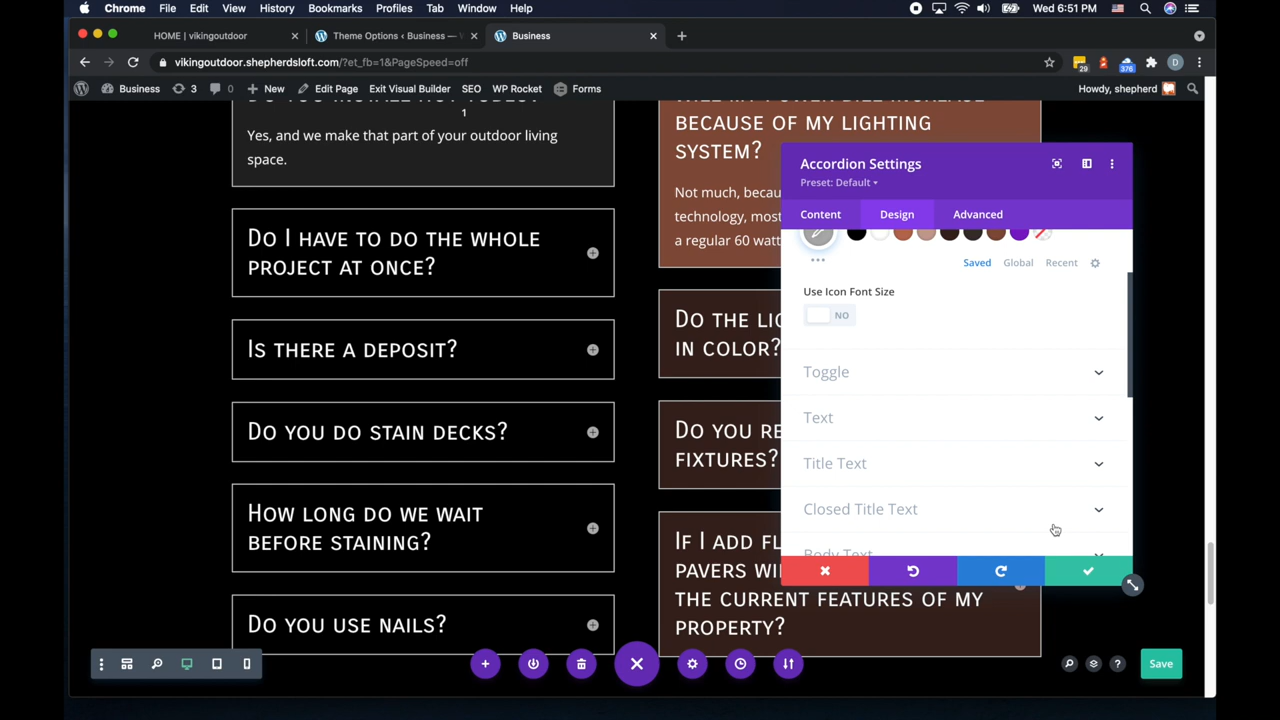 Chrome File Edit View History Bookmarks Profiles Tab Window Help Wed 6:51 PM
HOME | vikingoutdoor Theme Options ‹ Business — Business
vikingoutdoor.shepherdsloft.com/?et_fb=1&PageSpeed=off 29 376 D
Business 3 0 New Edit Page Exit Visual Builder SEO WP Rocket Forms Howdy, shepherd
1
Yes, and we make that part of your outdoor living
space.
Do I have to do the whole
project at once?
Is there a deposit?
Do you do stain decks?
How long do we wait
before staining?
Do you use nails?
because of my lighting
system?
Not much, becau
technology, most
a regular 60 watt
Do the lig
in color?
Do you re
fixtures?
If I add fl
pavers wi
the current features of my
property?
Accordion Settings
Preset: Default
Content Design Advanced
Saved Global Recent
Use Icon Font Size
NO
Toggle
Text
Title Text
Closed Title Text
Body Text
Save